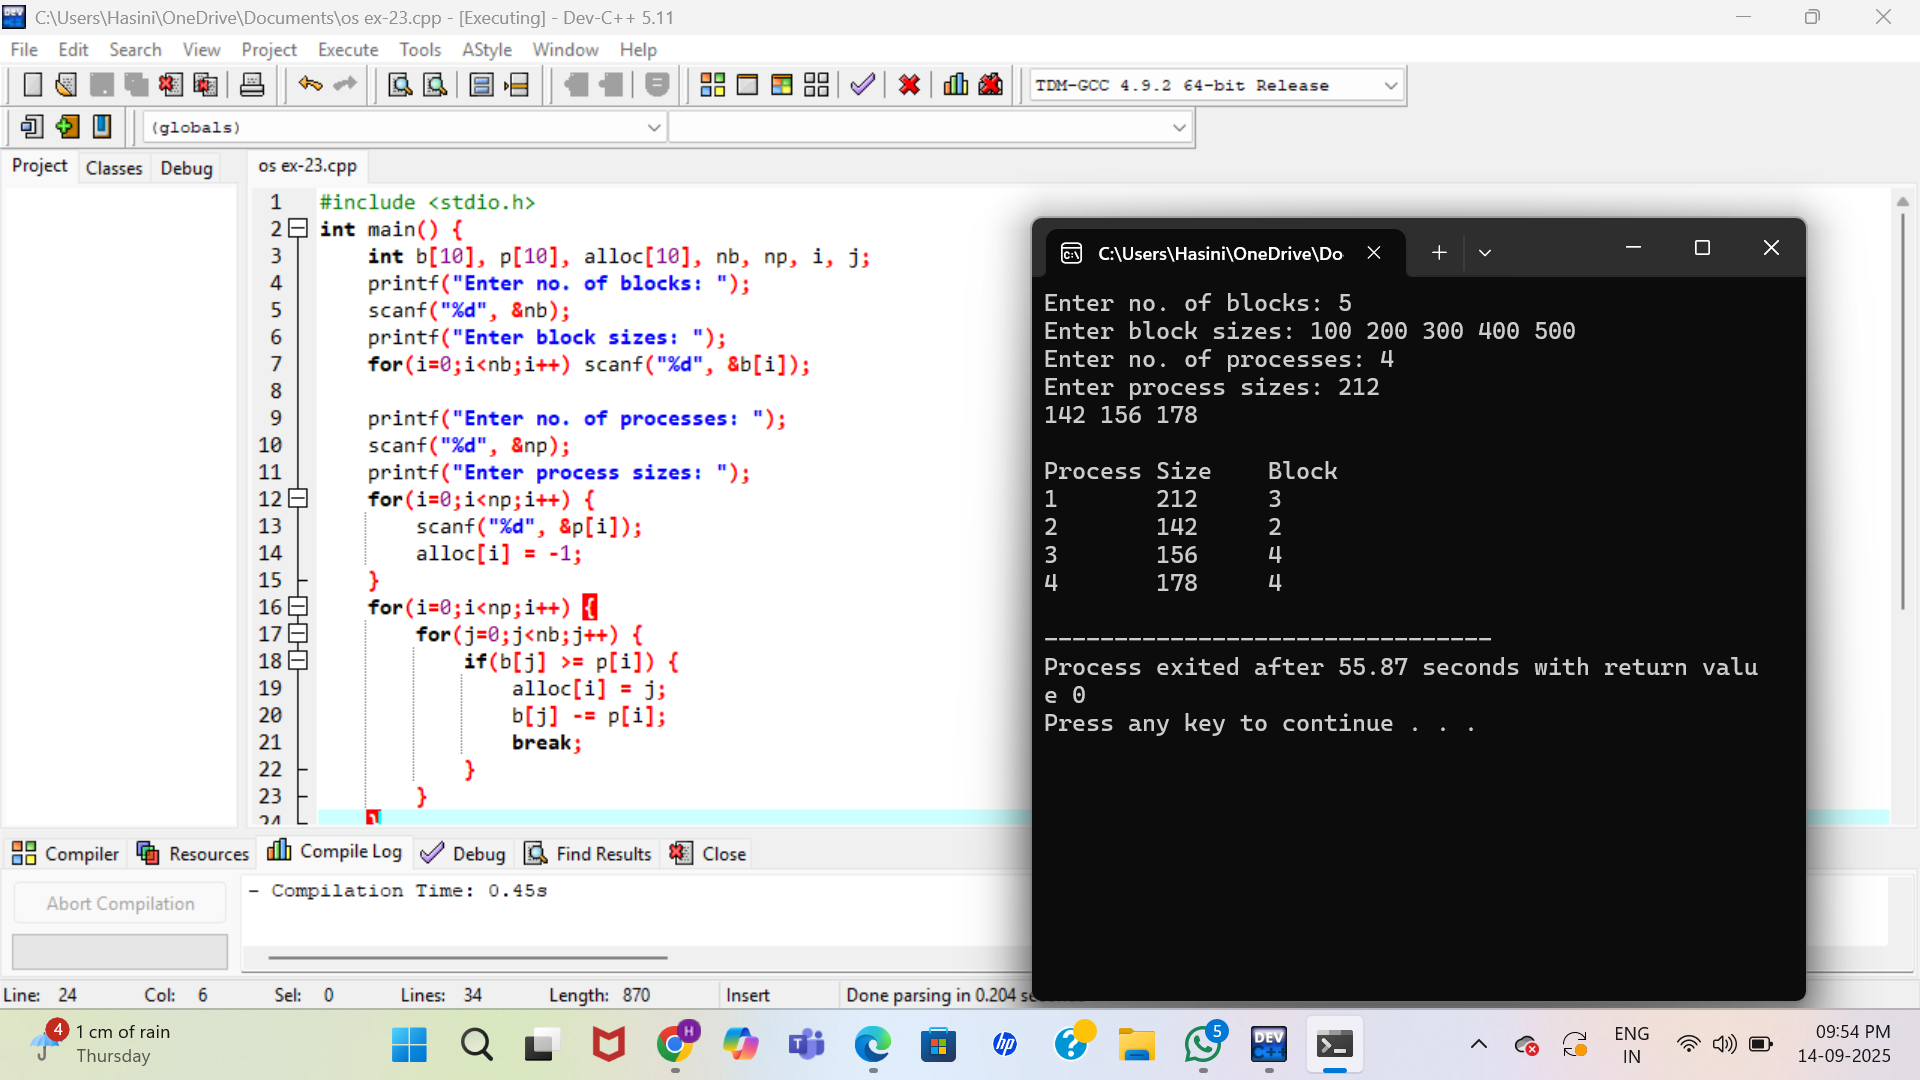 C:\Users\Hasini\OneDrive\Documents\os ex-23.cpp - [Executing] - Dev-C++ 5.11
File Edit Search View Project Execute Tools AStyle Window Help
TDM-GCC 4.9.2 64-bit Release
(globals)
Project Classes Debug
os ex-23.cpp
1 #include <stdio.h>
2 int main() {
3 int b[10], p[10], alloc[10], nb, np, i, j;
4 printf("Enter no. of blocks: ");
5 scanf("%d", &nb);
6 printf("Enter block sizes: ");
7 for(i=0;i<nb;i++) scanf("%d", &b[i]);
8
9 printf("Enter no. of processes: ");
10 scanf("%d", &np);
11 printf("Enter process sizes: ");
12 for(i=0;i<np;i++) {
13 scanf("%d", &p[i]);
14 alloc[i] = -1;
15 }
16 for(i=0;i<np;i++) {
17 for(j=0;j<nb;j++) {
18 if(b[j] >= p[i]) {
19 alloc[i] = j;
20 b[j] -= p[i];
21 break;
22 }
23 }
24 }
C:\Users\Hasini\OneDrive\Do
Enter no. of blocks: 5
Enter block sizes: 100 200 300 400 500
Enter no. of processes: 4
Enter process sizes: 212
142 156 178
Process Size Block
1 212 3
2 142 2
3 156 4
4 178 4
--------------------------------
Process exited after 55.87 seconds with return valu
e 0
Press any key to continue . . .
Compiler Resources Compile Log Debug Find Results Close
Abort Compilation
- Compilation Time: 0.45s
Line: 24 Col: 6 Sel: 0 Lines: 34 Length: 870 Insert Done parsing in 0.204
4
1 cm of rain
Thursday
H
hp
5
DEV
C++
ENG
IN
09:54 PM
14-09-2025